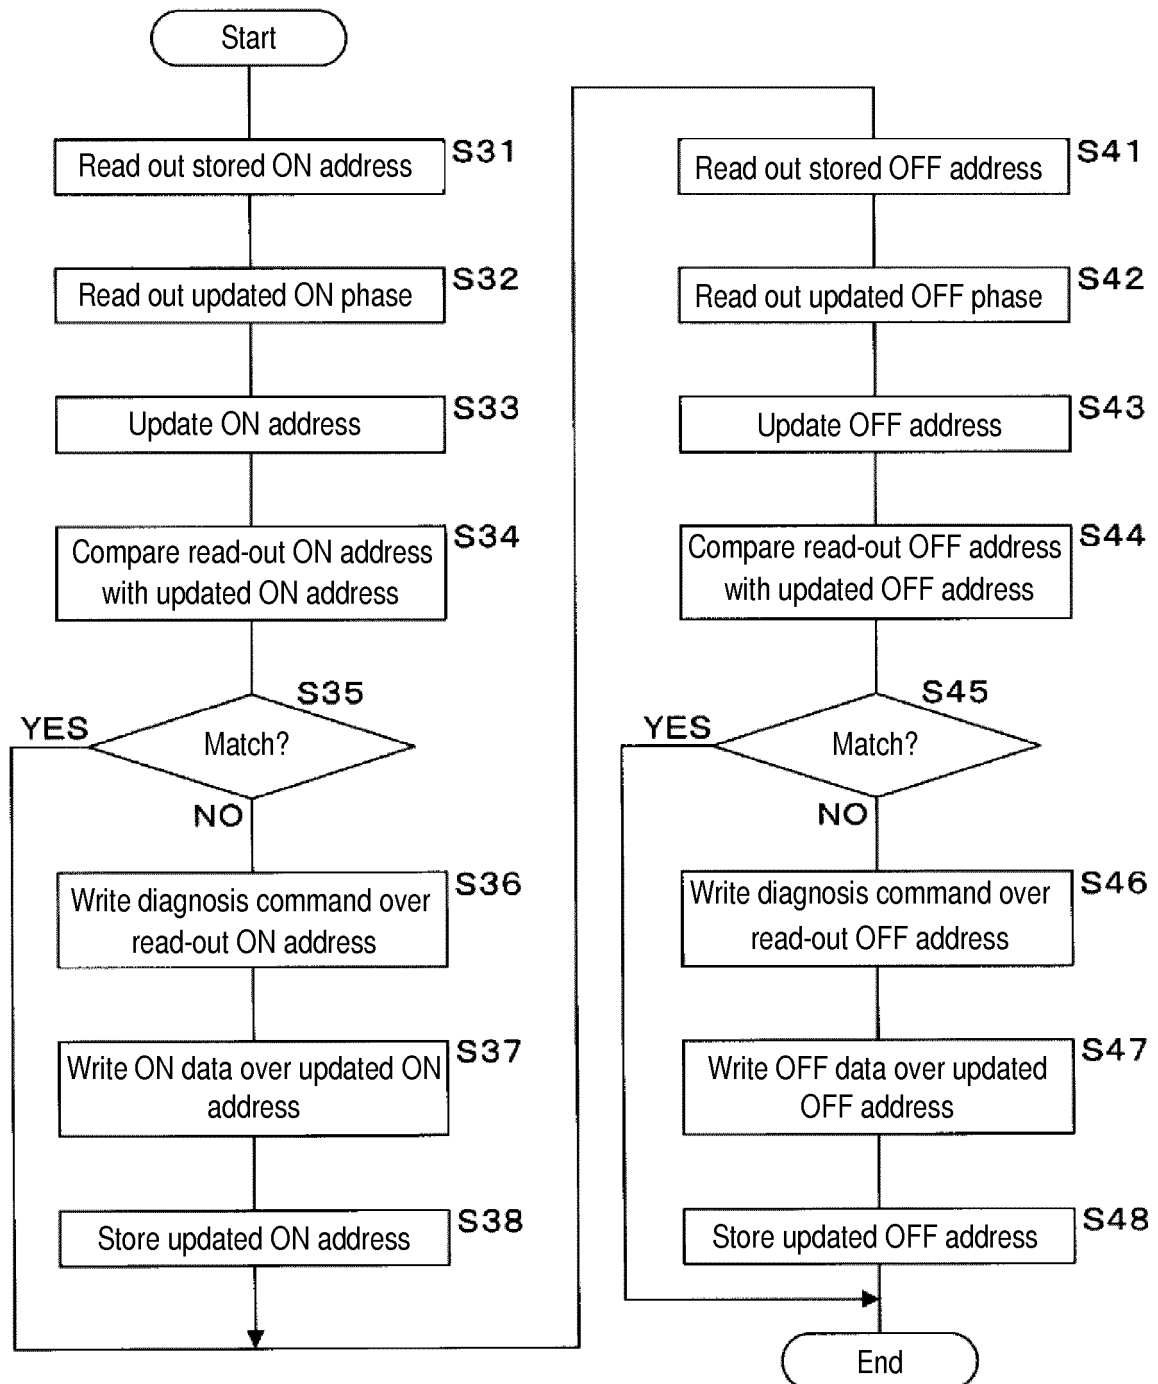 Start
Read out stored ON address
S31
Read out updated ON phase
S32
Update ON address
S33
Compare read-out ON address
with updated ON address
S34
S35
YES
Match?
NO
Write diagnosis command over
read-out ON address
S36
Write ON data over updated ON
address
S37
Store updated ON address
S38
Read out stored OFF address
S41
Read out updated OFF phase
S42
Update OFF address
S43
Compare read-out OFF address
with updated OFF address
S44
S45
YES
Match?
NO
Write diagnosis command over
read-out OFF address
S46
Write OFF data over updated
OFF address
S47
Store updated OFF address
S48
End